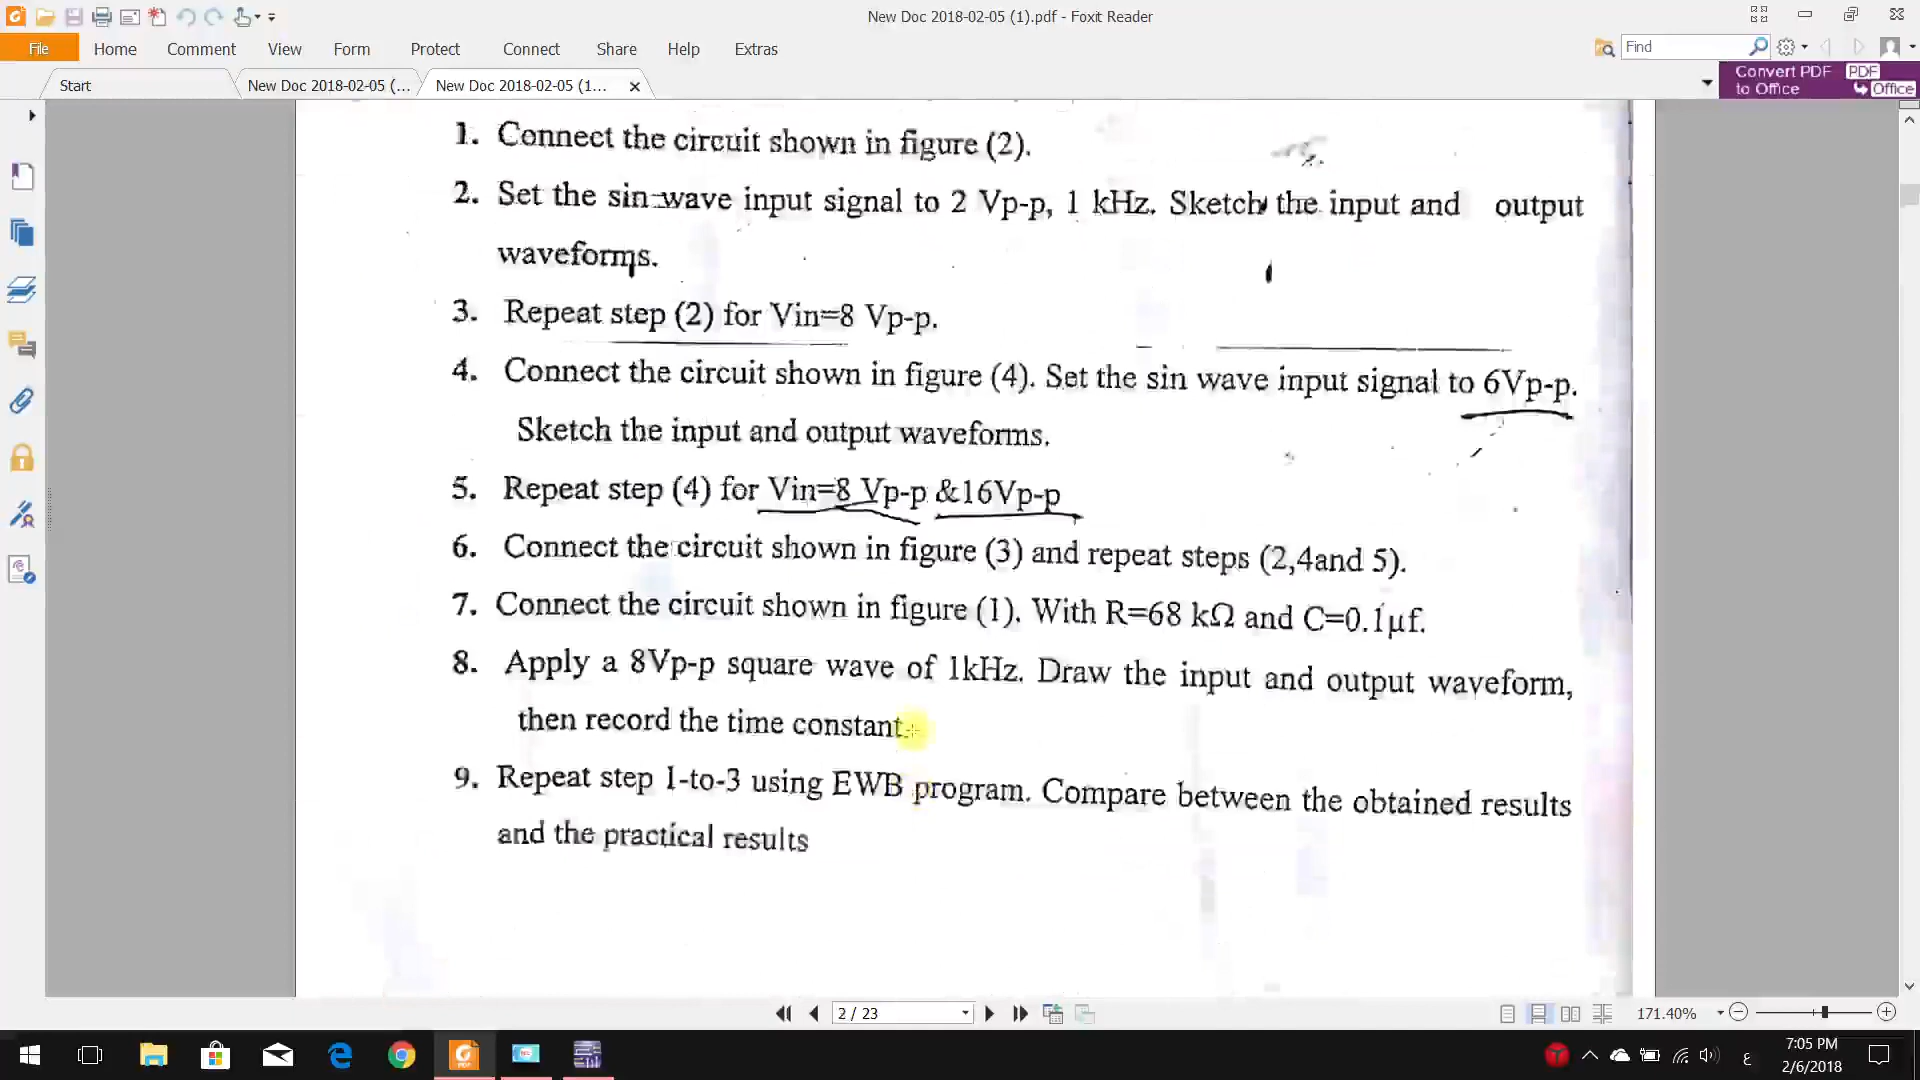 New Doc 2018-02-05 (1).pdf - Foxit Reader
File Home Comment View Form Protect Connect Share Help Extras
Find
Start
New Doc 2018-02-05 (...
New Doc 2018-02-05 (1...
Convert PDF to Office
PDF
Office
1. Connect the circuit shown in figure (2).
2. Set the sin wave input signal to 2 Vp-p, 1 kHz. Sketch the input and output
waveforms.
3. Repeat step (2) for Vin=8 Vp-p.
4. Connect the circuit shown in figure (4). Set the sin wave input signal to 6Vp-p.
Sketch the input and output waveforms.
5. Repeat step (4) for Vin=8 Vp-p &16Vp-p
6. Connect the circuit shown in figure (3) and repeat steps (2,4and 5).
7. Connect the circuit shown in figure (1). With R=68 kΩ and C=0.1µf.
8. Apply a 8Vp-p square wave of 1kHz. Draw the input and output waveform,
then record the time constant.
9. Repeat step 1-to-3 using EWB program. Compare between the obtained results
and the practical results
2 / 23
171.40%
ع
7:05 PM
2/6/2018